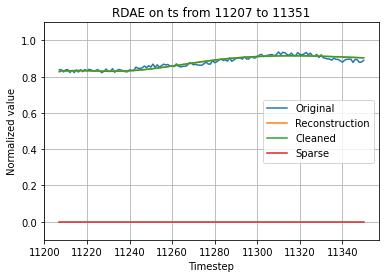 RDAE on ts from 11207 to 11351
Normalized value
1.0
0.8
0.6
0.4
0.2
0.0
Original
Reconstruction
Cleaned
Sparse
11200 11220 11240 11260 11280 11300 11320 11340
Timestep